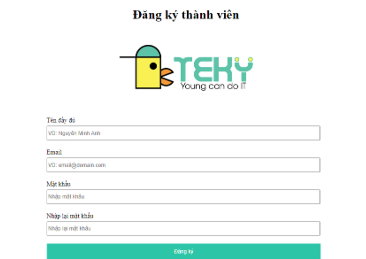 Đăng ký thành viên
TEKY
Young can do IT
Tên đầy đủ
VD: Nguyễn Minh Anh
Email
VD: email@domain.com
Mật khẩu
Nhập mật khẩu
Nhập lại mật khẩu
Nhập lại mật khẩu
Đăng ký